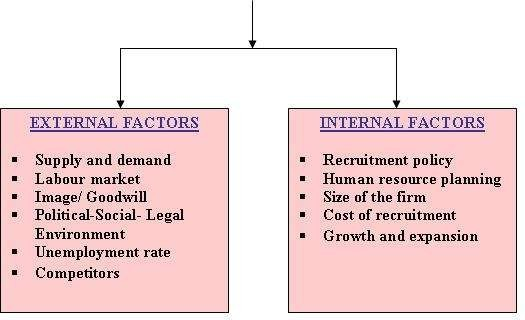 EXTERNAL FACTORS
▪ Supply and demand
▪ Labour market
▪ Image/ Goodwill
▪ Political-Social- Legal
Environment
▪ Unemployment rate
▪ Competitors
INTERNAL FACTORS
▪ Recruitment policy
▪ Human resource planning
▪ Size of the firm
▪ Cost of recruitment
▪ Growth and expansion